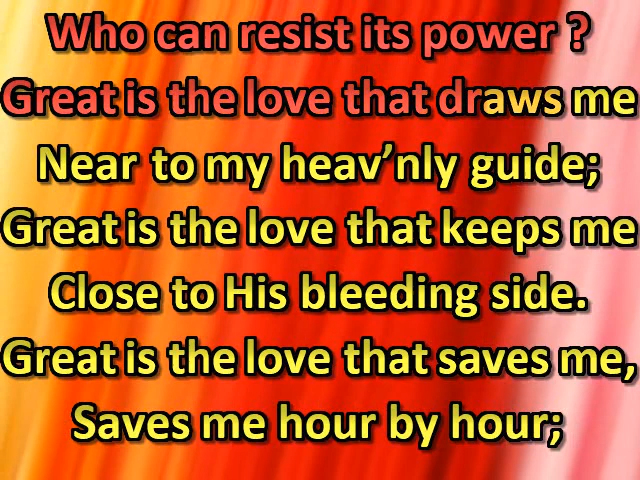 Who can resist its power ?
Great is the love that draws me
Near to my heav’nly guide;
Great is the love that keeps me
Close to His bleeding side.
Great is the love that saves me,
Saves me hour by hour;